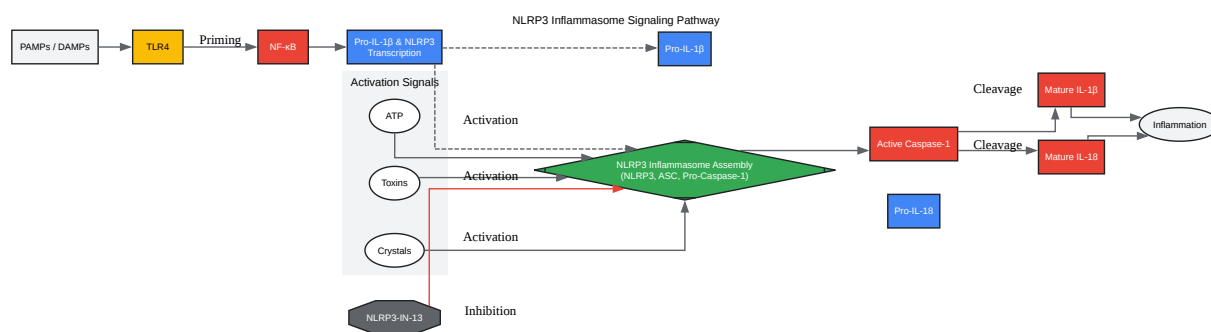 NLRP3 Inflammasome Signaling Pathway
PAMPs / DAMPs
TLR4
Priming
NF-κB
Pro-IL-1β & NLRP3
Transcription
Pro-IL-1β
Activation Signals
ATP
Activation
Toxins
Activation
Crystals
Activation
NLRP3-IN-13
Inhibition
NLRP3 Inflammasome Assembly
(NLRP3, ASC, Pro-Caspase-1)
Active Caspase-1
Pro-IL-18
Cleavage
Mature IL-1β
Cleavage
Mature IL-18
Inflammation